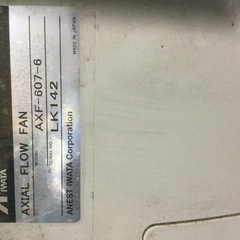 IWATA
AXIAL FLOW FAN
MODEL AXF-607-6
SERIAL NO LK142
MADE IN JAPAN
ANEST IWATA Corporation